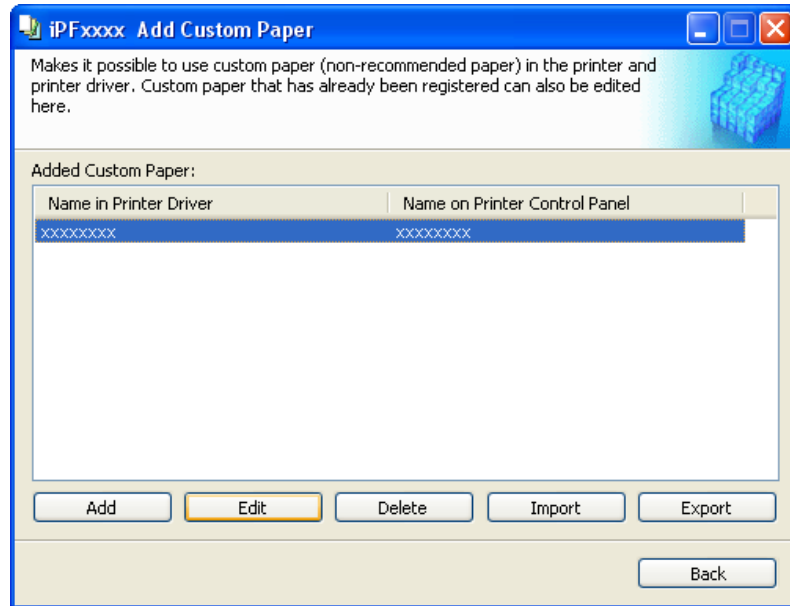 iPFxxxx Add Custom Paper
Makes it possible to use custom paper (non-recommended paper) in the printer and
printer driver. Custom paper that has already been registered can also be edited
here.
Added Custom Paper:
Name in Printer Driver Name on Printer Control Panel
xxxxxxxx xxxxxxxx
Add Edit Delete Import Export
Back